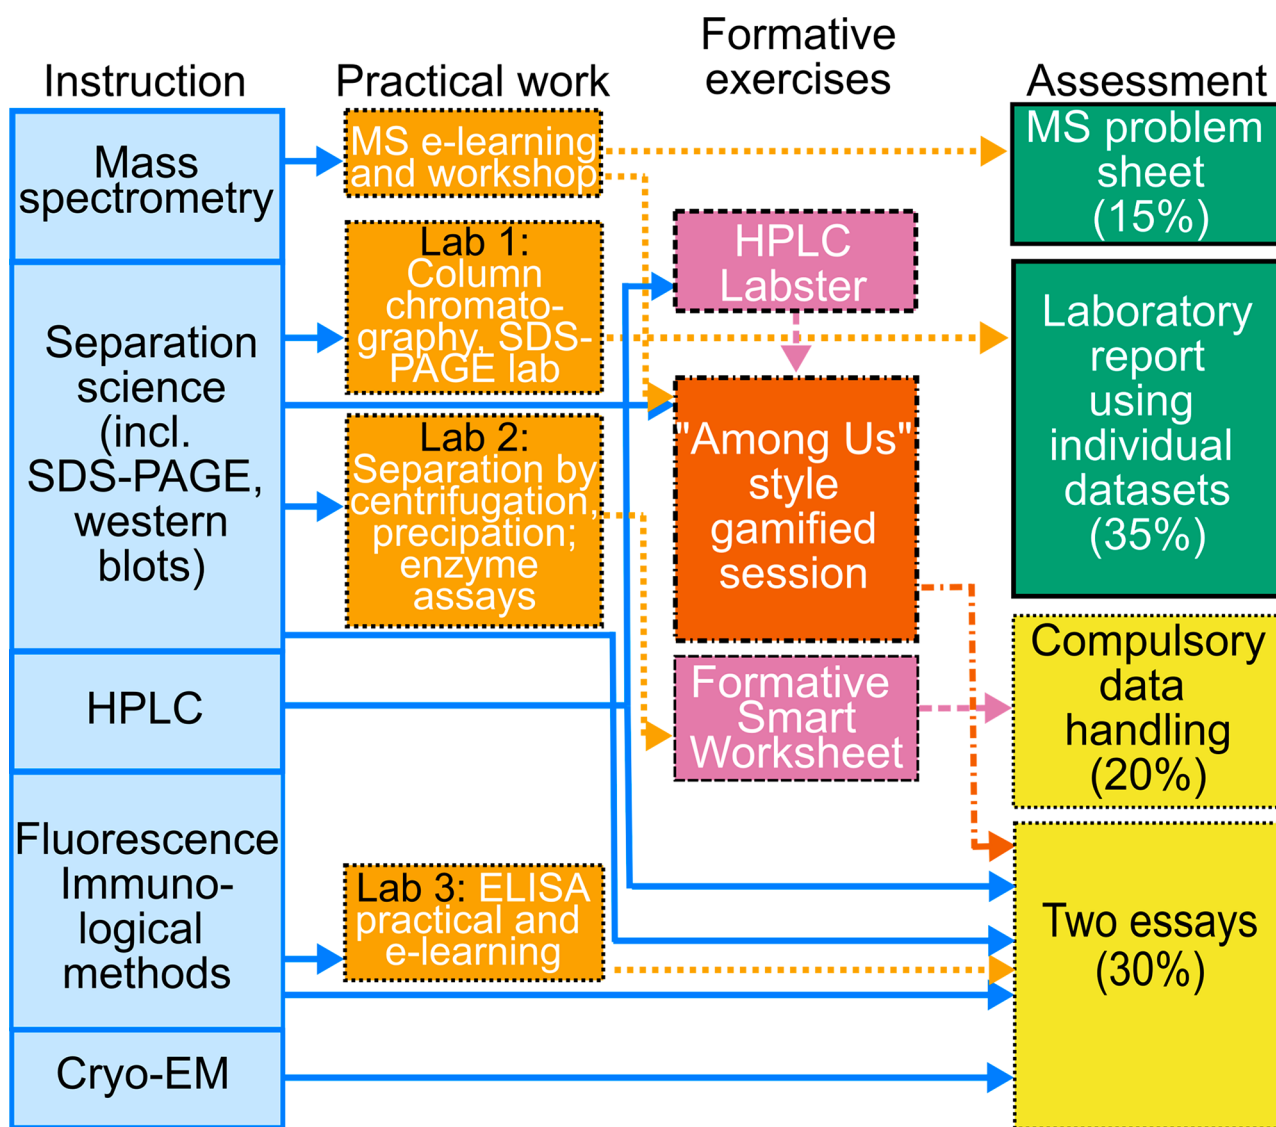 Instruction
Mass
spectrometry
Separation
science
(incl.
SDS-PAGE,
western
blots)
HPLC
Fluorescence
Immuno-
logical
methods
Cryo-EM
Practical work
MS e-learning
and workshop
Lab 1:
Column
chromato-
graphy, SDS-
PAGE lab
Lab 2:
Separation by
centrifugation,
precipation;
enzyme
assays
Lab 3: ELISA
practical and
e-learning
Formative
exercises
HPLC
Labster
"Among Us"
style
gamified
session
Formative
Smart
Worksheet
Assessment
MS problem
sheet
(15%)
Laboratory
report
using
individual
datasets
(35%)
Compulsory
data
handling
(20%)
Two essays
(30%)